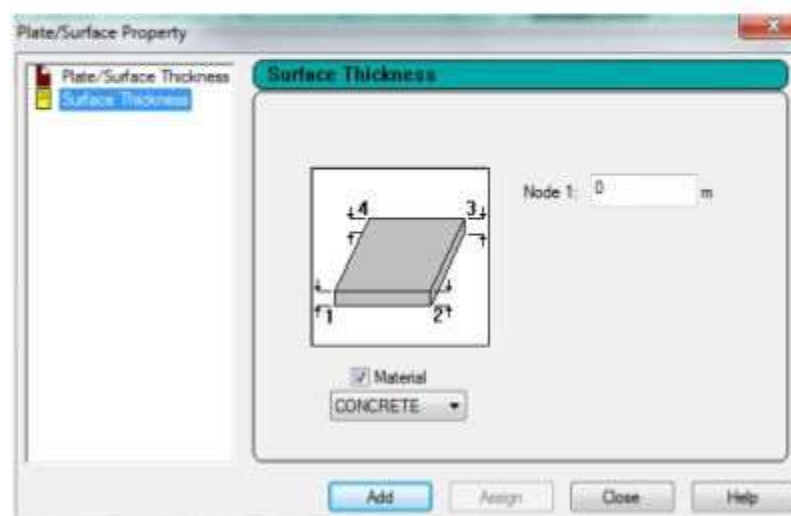 Plate/Surface Property
Plate/Surface Thickness
Surface Thickness
Surface Thickness
Node 1: 0 m
4 3
1 2
Material
CONCRETE
Add Assign Close Help